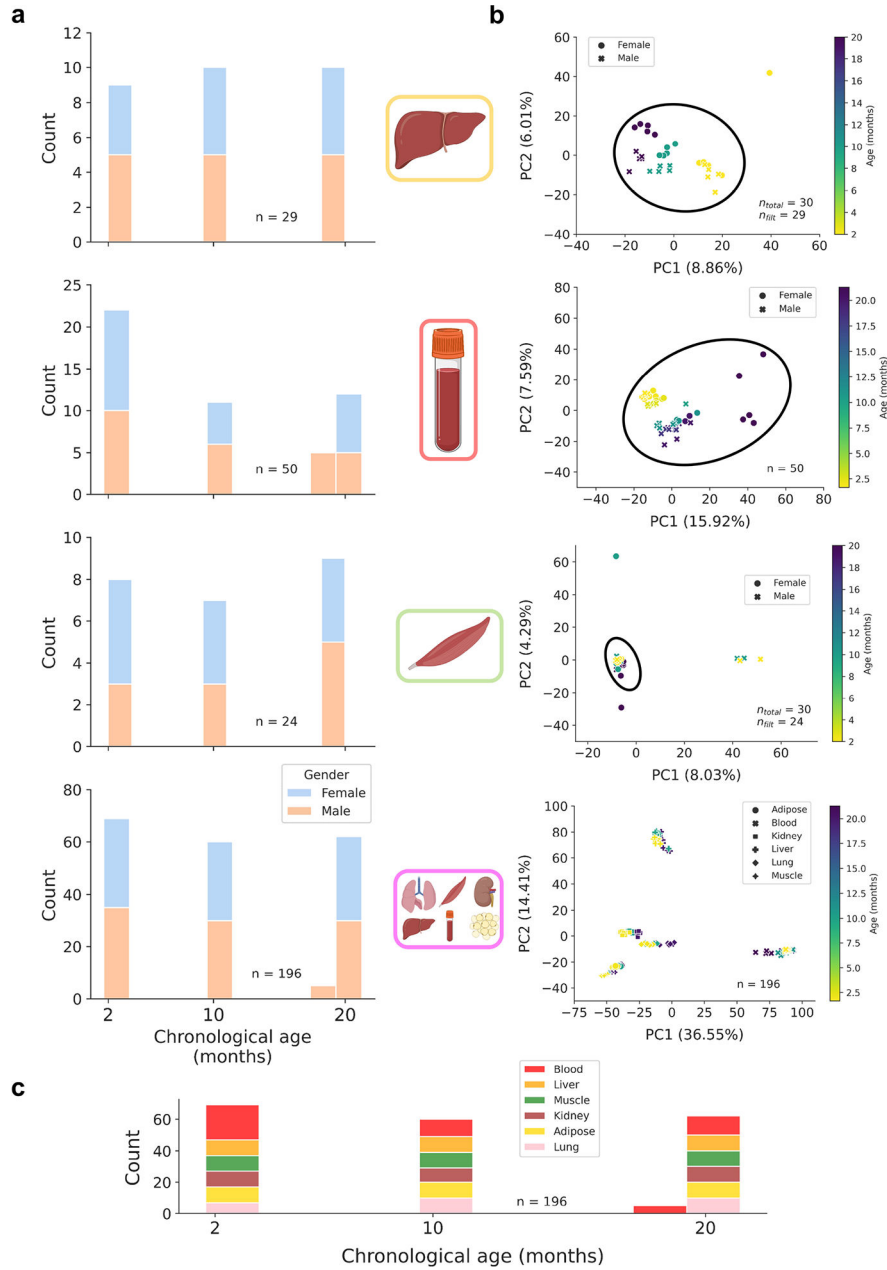 a
12
10
8
6
4
2
0
Count
n = 29
b
60
40
20
0
−20
−40
PC2 (6.01%)
Female
Male
n_total = 30
n_filt = 29
−40 −20 0 20 40 60
PC1 (8.86%)
20
18
16
14
12
10
8
6
4
2
Age (months)
25
20
15
10
5
0
Count
n = 50
80
60
40
20
0
−20
−40
PC2 (7.59%)
Female
Male
n = 50
−40 −20 0 20 40 60 80
PC1 (15.92%)
20.0
17.5
15.0
12.5
10.0
7.5
5.0
2.5
Age (months)
10
8
6
4
2
0
Count
n = 24
60
40
20
0
−20
−40
PC2 (4.29%)
Female
Male
n_total = 30
n_filt = 24
−20 0 20 40 60
PC1 (8.03%)
20
18
16
14
12
10
8
6
4
2
Age (months)
80
60
40
20
0
Count
Gender
Female
Male
n = 196
2 10 20
Chronological age
(months)
100
80
60
40
20
0
−20
−40
PC2 (14.41%)
Adipose
Blood
Kidney
Liver
Lung
Muscle
n = 196
−75 −50 −25 0 25 50 75 100
PC1 (36.55%)
20.0
17.5
15.0
12.5
10.0
7.5
5.0
2.5
Age (months)
c
60
40
20
0
Count
Blood
Liver
Muscle
Kidney
Adipose
Lung
n = 196
2 10 20
Chronological age (months)